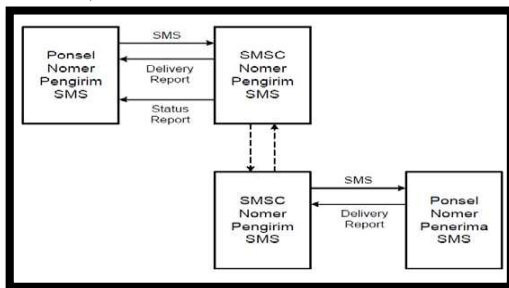 Ponsel
Nomer
Pengirim
SMS
SMS
Delivery
Report
Status
Report
SMSC
Nomer
Pengirim
SMS
SMSC
Nomer
Pengirim
SMS
SMS
Delivery
Report
Ponsel
Nomer
Penerima
SMS